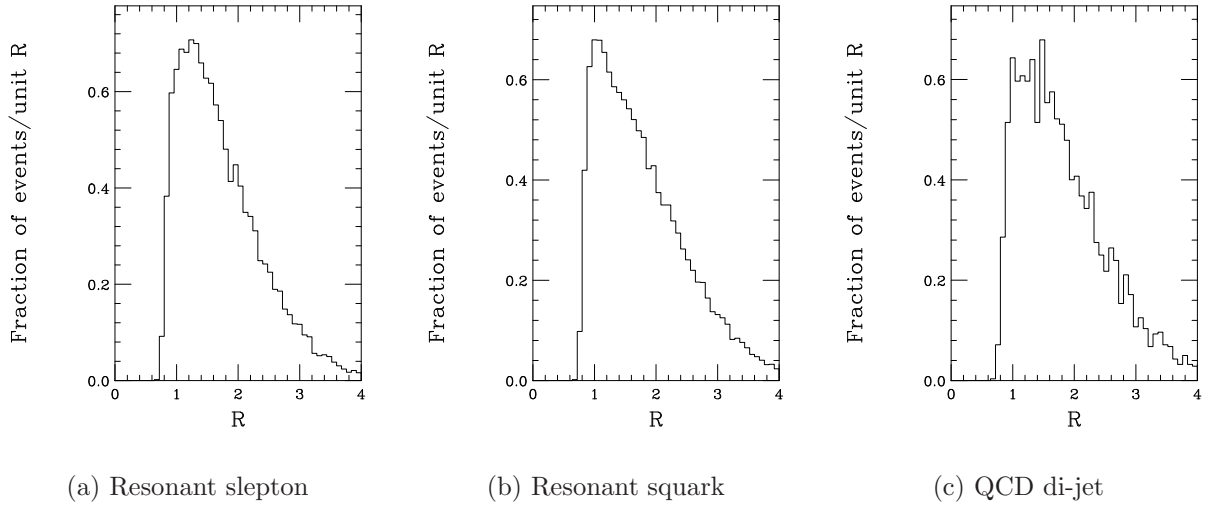 Fraction of events/unit R
0.6
0.4
0.2
0.0
0 1 2 3 4
R
(a) Resonant slepton
Fraction of events/unit R
0.6
0.4
0.2
0.0
0 1 2 3 4
R
(b) Resonant squark
Fraction of events/unit R
0.6
0.4
0.2
0.0
0 1 2 3 4
R
(c) QCD di-jet